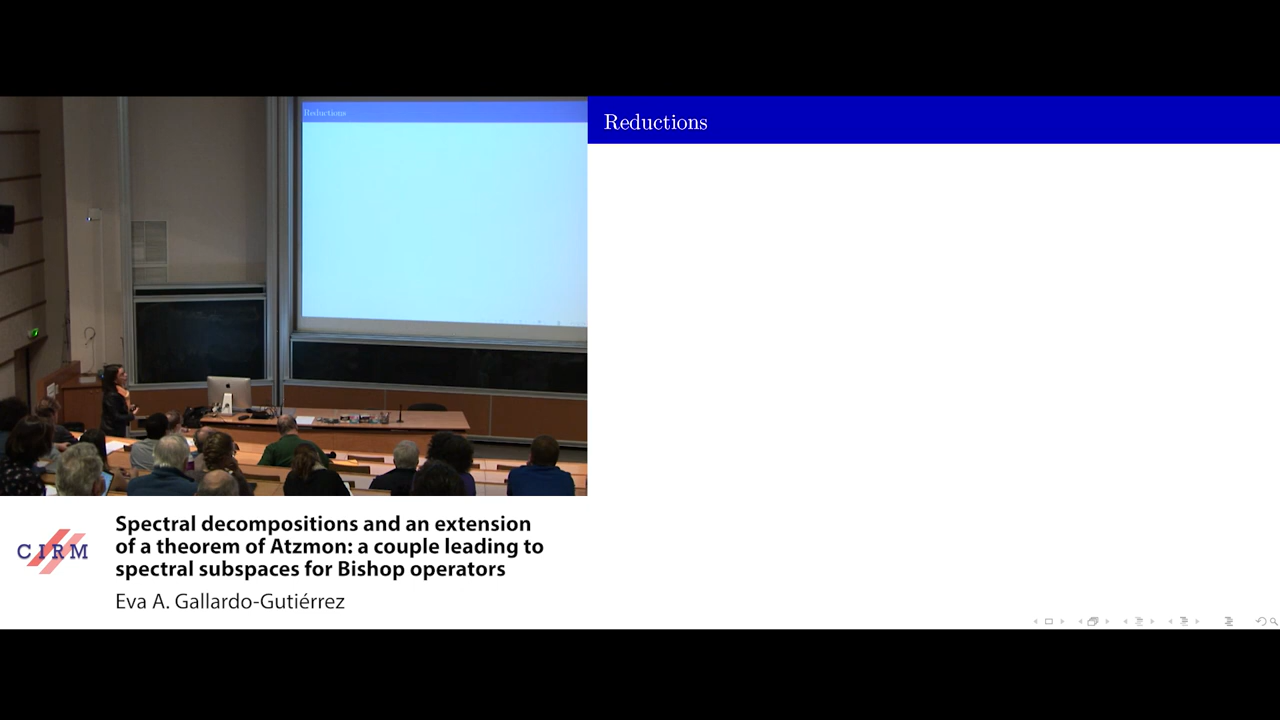 Reductions
Reductions
CIRM
Spectral decompositions and an extension
of a theorem of Atzmon: a couple leading to
spectral subspaces for Bishop operators
Eva A. Gallardo-Gutiérrez